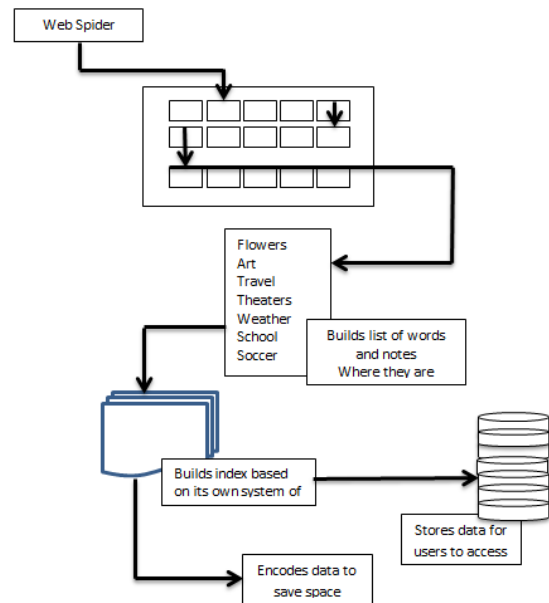 Web Spider
Flowers
Art
Travel
Theaters
Weather
School
Soccer
Builds list of words
and notes
Where they are
Builds index based
on its own system of
Stores data for
users to access
Encodes data to
save space